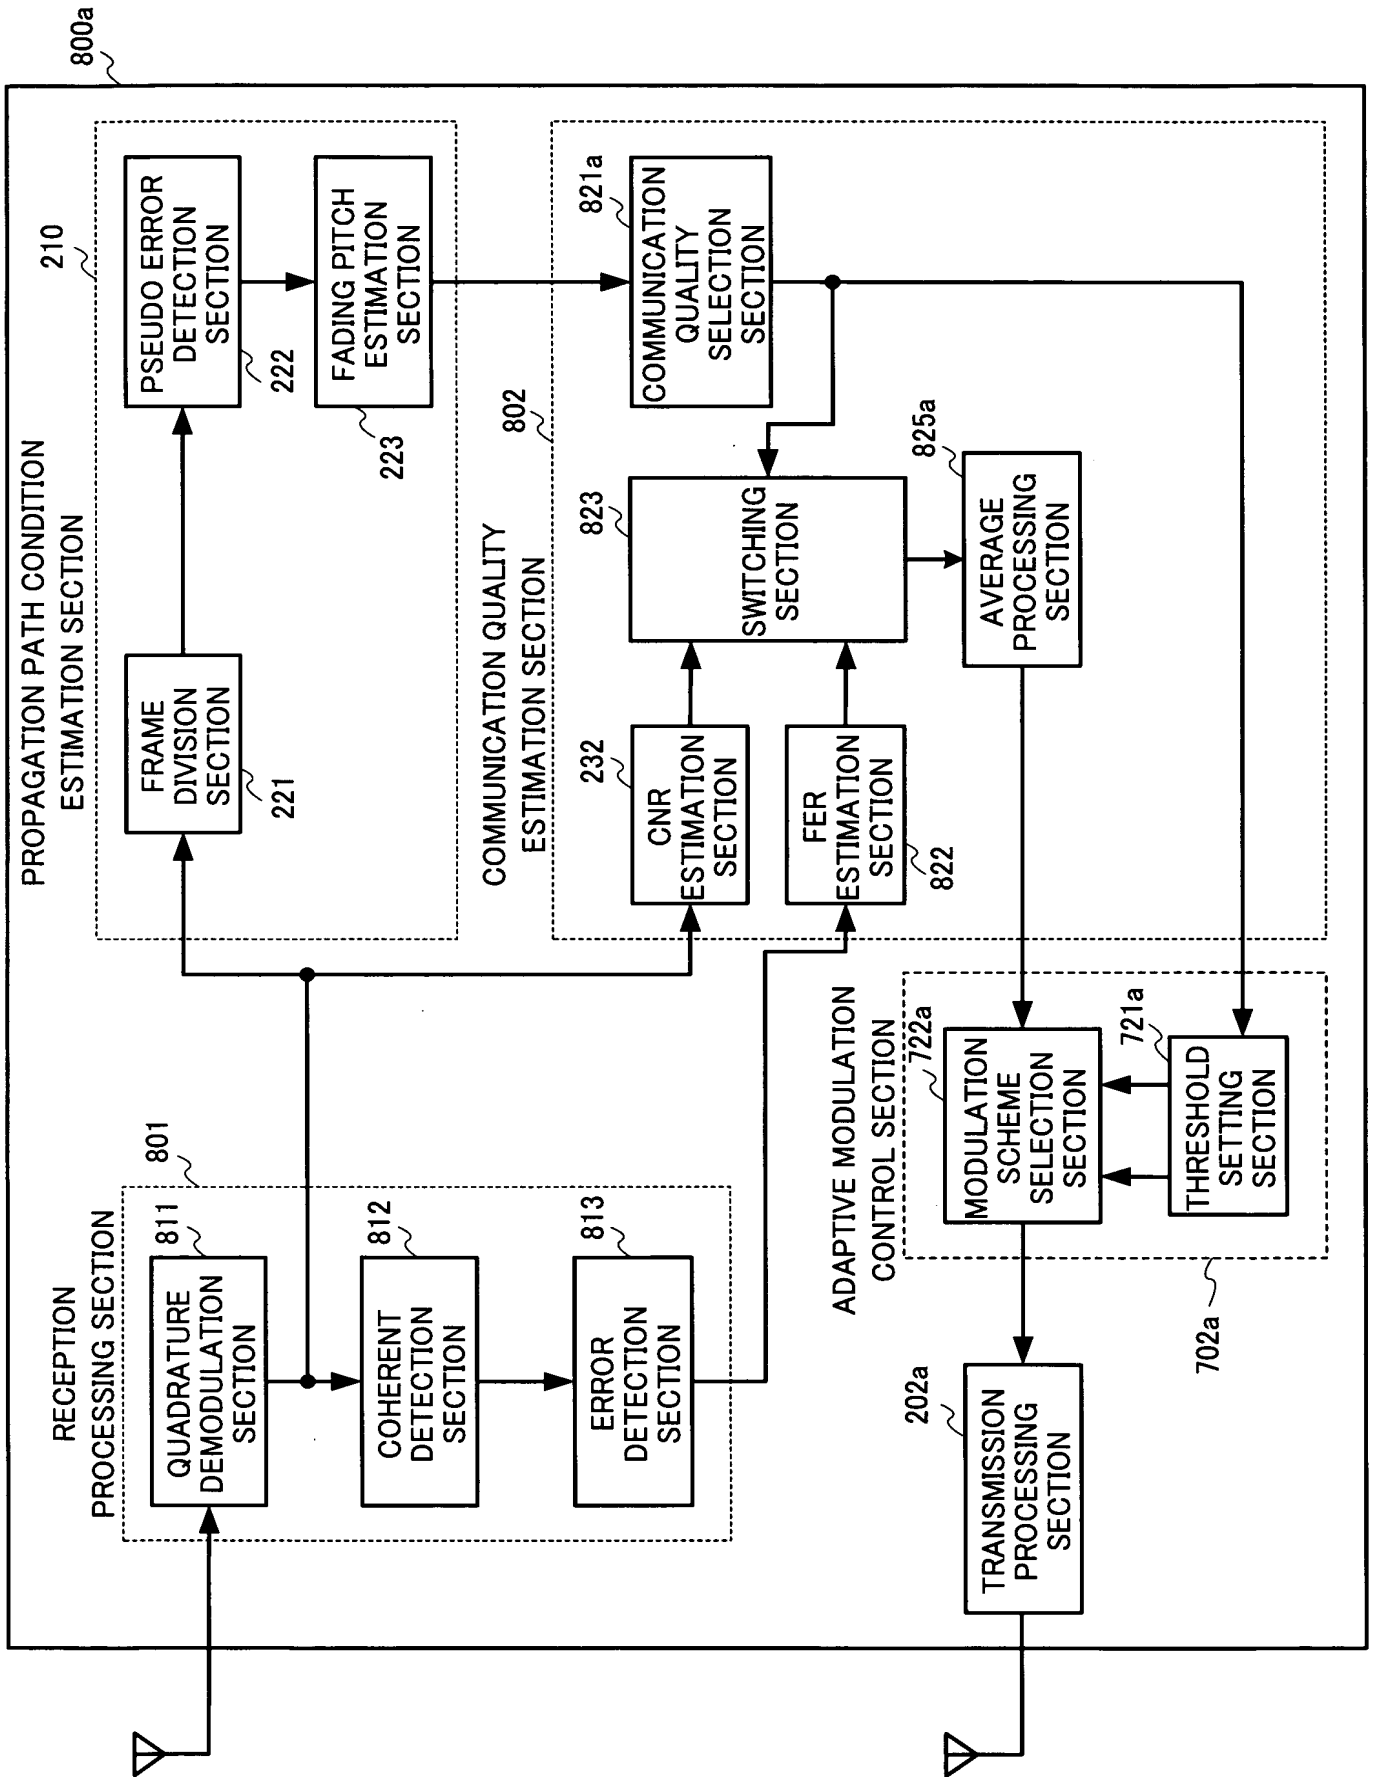 800a
PROPAGATION PATH CONDITION
ESTIMATION SECTION
210
FRAME
DIVISION
SECTION
221
PSEUDO ERROR
DETECTION
SECTION
222
FADING PITCH
ESTIMATION
SECTION
223
RECEPTION
PROCESSING SECTION
801
QUADRATURE
DEMODULATION
SECTION
811
COHERENT
DETECTION
SECTION
812
ERROR
DETECTION
SECTION
813
COMMUNICATION QUALITY
ESTIMATION SECTION
802
CNR
ESTIMATION
SECTION
232
FER
ESTIMATION
SECTION
822
SWITCHING
SECTION
823
COMMUNICATION
QUALITY
SELECTION
SECTION
821a
AVERAGE
PROCESSING
SECTION
825a
ADAPTIVE MODULATION
CONTROL SECTION
702a
MODULATION
SCHEME
SELECTION
SECTION
722a
THRESHOLD
SETTING
SECTION
721a
TRANSMISSION
PROCESSING
SECTION
202a